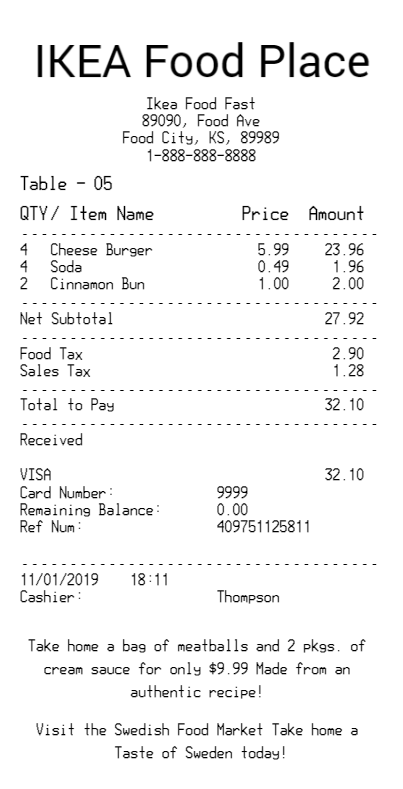 IKEA Food Place
Ikea Food Fast
89090, Food Ave
Food City, KS, 89989
1-888-888-8888
Table - 05
QTY/ Item Name Price Amount
4 Cheese Burger 5.99 23.96
4 Soda 0.49 1.96
2 Cinnamon Bun 1.00 2.00
Net Subtotal 27.92
Food Tax 2.90
Sales Tax 1.28
Total to Pay 32.10
Received
VISA 32.10
Card Number: 9999
Remaining Balance: 0.00
Ref Num: 409751125811
11/01/2019 18:11
Cashier: Thompson
Take home a bag of meatballs and 2 pkgs. of
cream sauce for only $9.99 Made from an
authentic recipe!
Visit the Swedish Food Market Take home a
Taste of Sweden today!